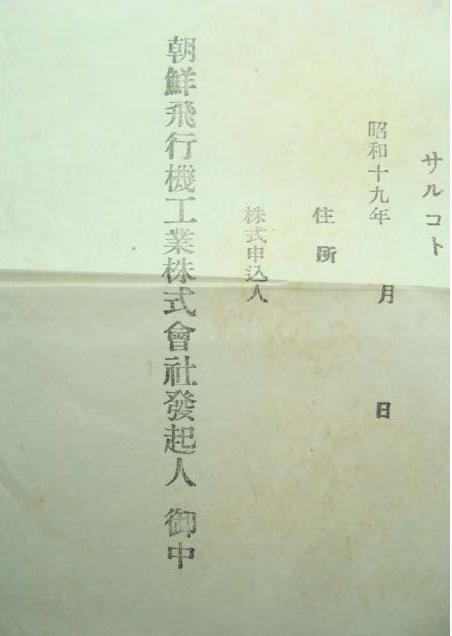 サルコト
昭和十九年 月 日
住所
株式申込人
朝鮮飛行機工業株式會社發起人 御中